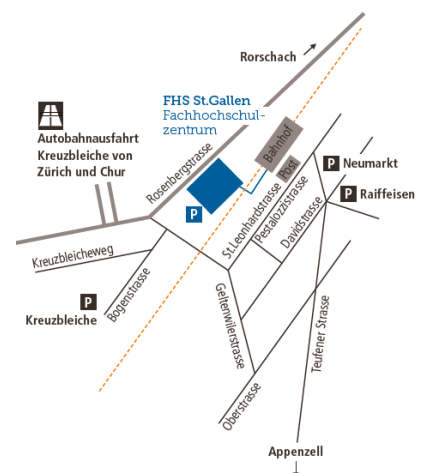 Rorschach
FHS St.Gallen
Fachhochschul-
zentrum
Autobahnausfahrt
Kreuzbleiche von
Zürich und Chur
Rosenbergstrasse
Bahnhof
Post
P
P Neumarkt
P Raiffeisen
St.Leonhardstrasse
Pestalozzistrasse
Davidstrasse
Kreuzbleicheweg
Bogenstrasse
P
Kreuzbleiche
Geltenwilerstrasse
Teufener Strasse
Oberstrasse
Appenzell